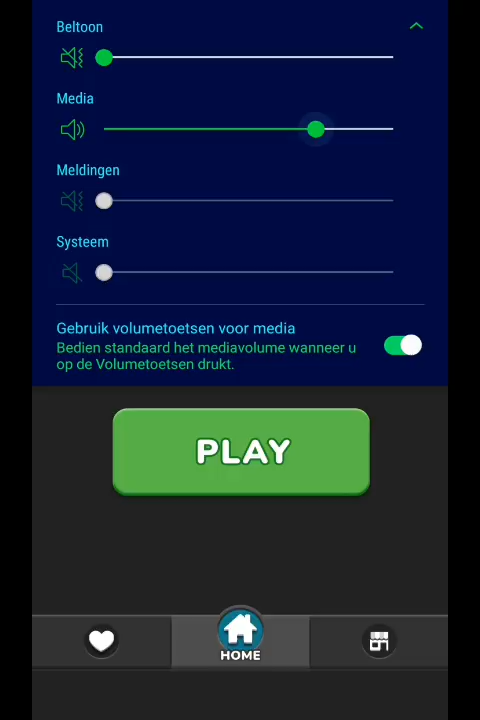 Beltoon
Media
Meldingen
Systeem
Gebruik volumetoetsen voor media
Bedien standaard het mediavolume wanneer u
op de Volumetoetsen drukt.
PLAY
HOME